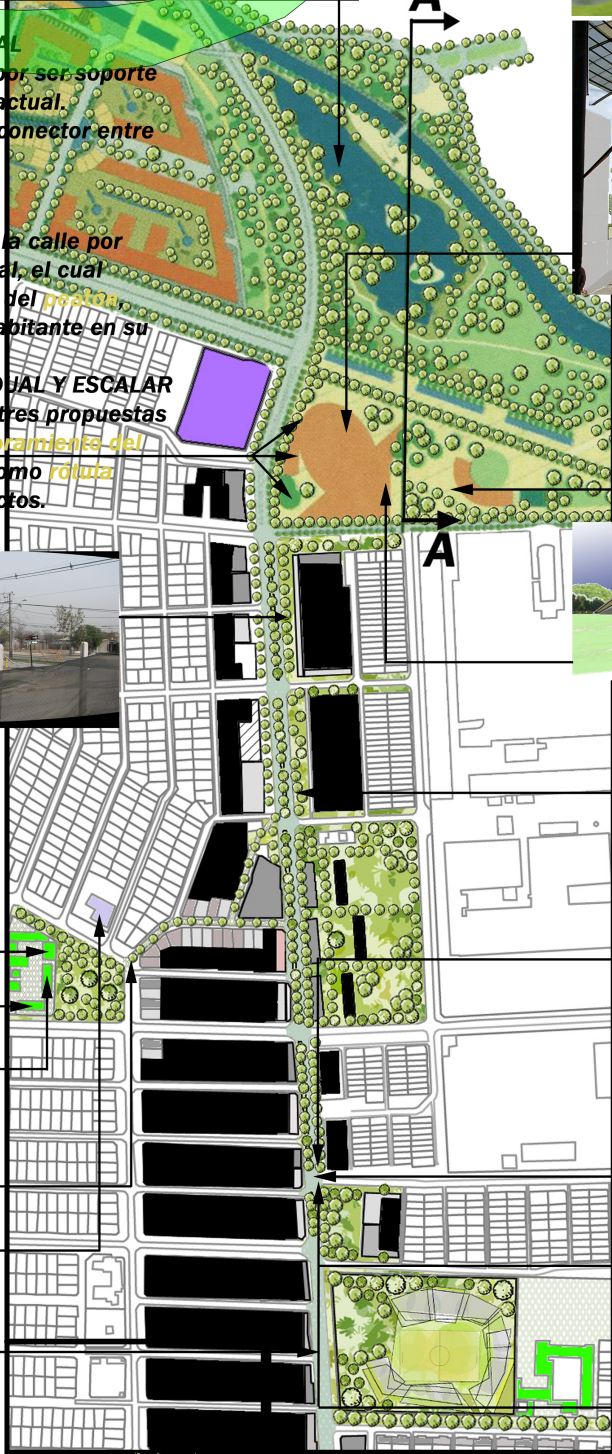 A
AL
por ser soporte
actual.
conector entre
la calle por
al, el cual
del peatón,
abitante en su
UAL Y ESCALAR
tres propuestas
oramiento del
omo rótula
ctos.
A